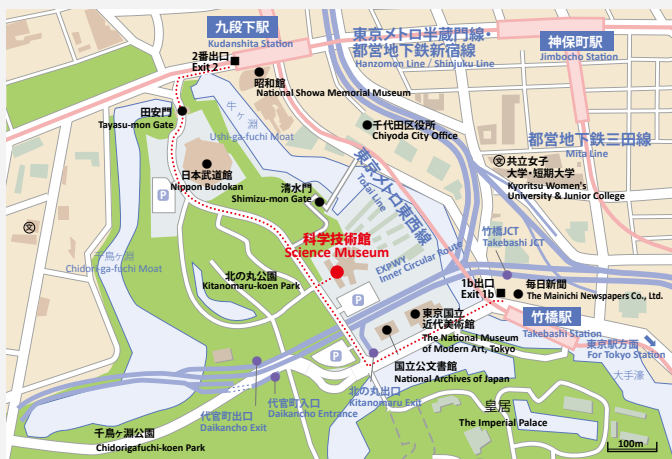 九段下駅
Kudanshita Station
2番出口
Exit 2
東京メトロ半蔵門線・
都営地下鉄新宿線
Hanzomon Line / Shinjuku Line
神保町駅
Jimbocho Station
昭和館
National Showa Memorial Museum
田安門
Tayasu-mon Gate
牛ヶ淵
Ushi-ga-fuchi Moat
千代田区役所
Chiyoda City Office
都営地下鉄三田線
Mita Line
日本武道館
Nippon Budokan
P
清水門
Shimizu-mon Gate
東京メトロ東西線
Tozai Line
文
共立女子
大学・短期大学
Kyoritsu Women's
University & Junior College
文
千鳥ヶ淵
Chidori-ga-fuchi Moat
科学技術館
Science Museum
竹橋JCT
Takebashi JCT
北の丸公園
Kitanomaru-koen Park
EXPWY
Inner Circular Route
1b出口
Exit 1b
毎日新聞
The Mainichi Newspapers Co., Ltd.
P
東京国立
近代美術館
The National Museum
of Modern Art, Tokyo
竹橋駅
Takebashi Station
東京駅方面
For Tokyo Station
P
国立公文書館
National Archives of Japan
大手濠
代官町出口
Daikancho Exit
代官町入口
Daikancho Entrance
北の丸出口
Kitanomaru Exit
皇居
The Imperial Palace
千鳥ヶ淵公園
Chidorigafuchi-koen Park
100m